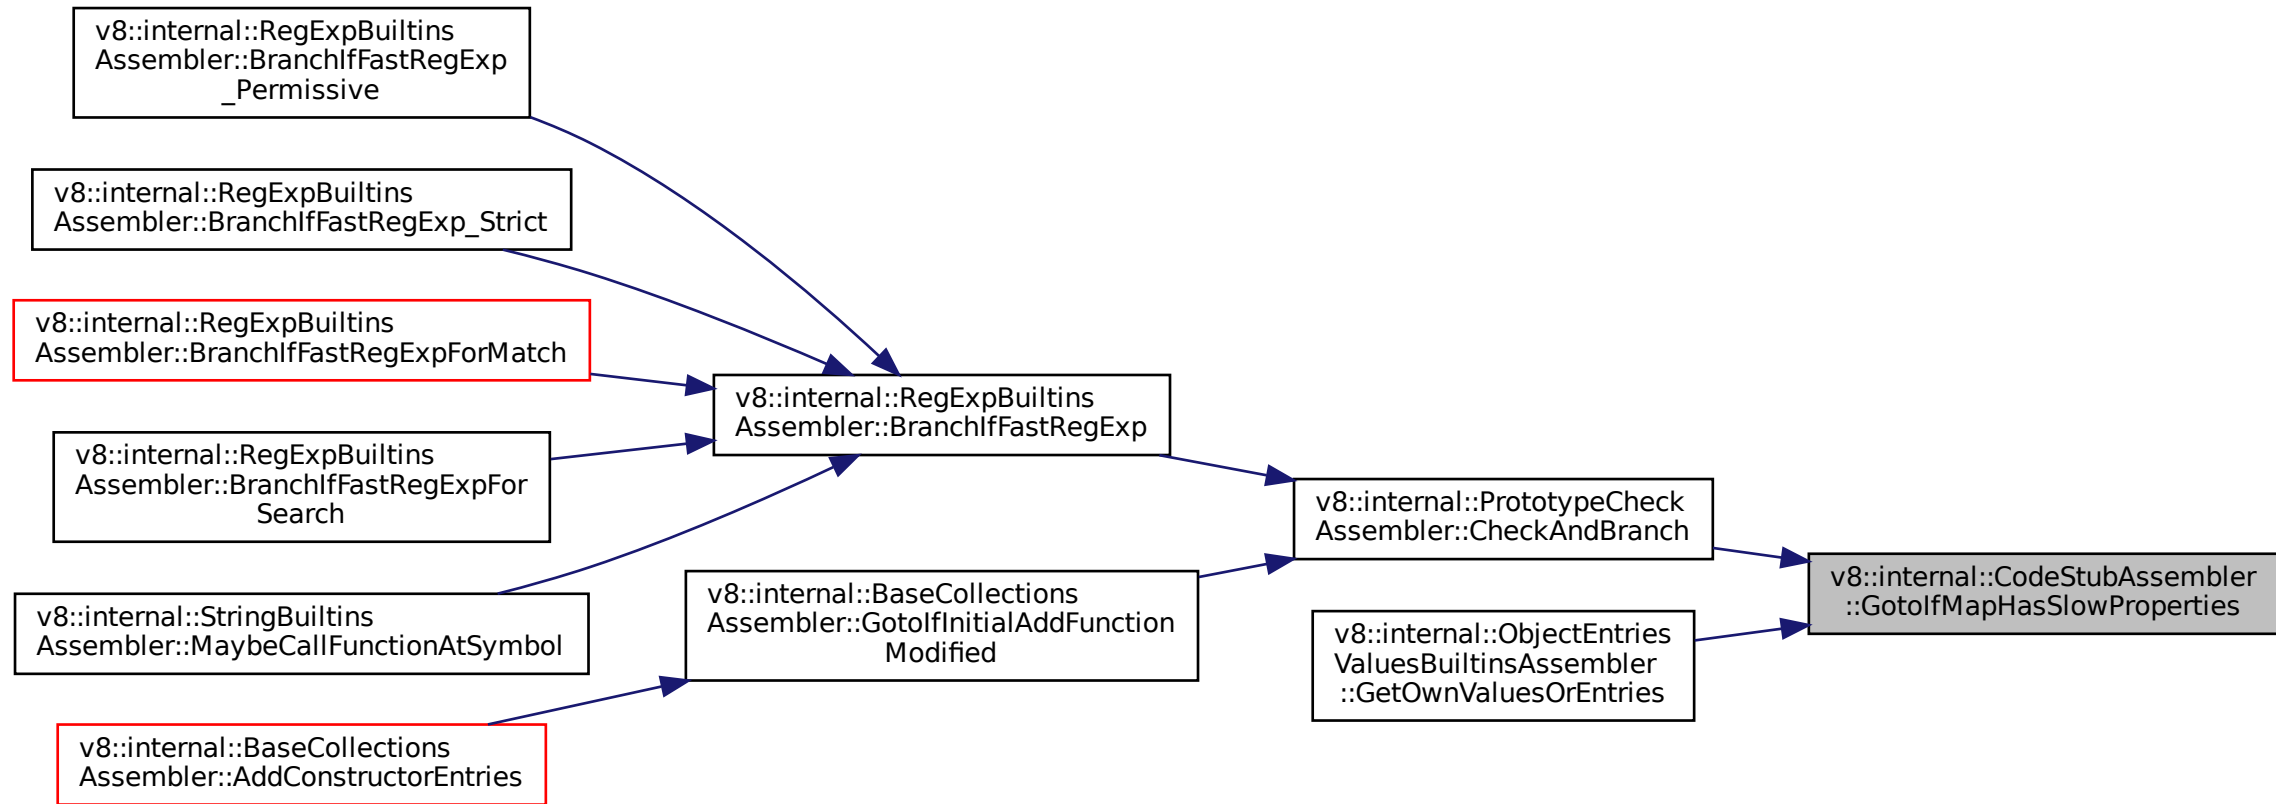 v8::internal::RegExpBuiltins
Assembler::BranchIfFastRegExp
_Permissive
v8::internal::RegExpBuiltins
Assembler::BranchIfFastRegExp_Strict
v8::internal::RegExpBuiltins
Assembler::BranchIfFastRegExpForMatch
v8::internal::RegExpBuiltins
Assembler::BranchIfFastRegExpFor
Search
v8::internal::StringBuiltins
Assembler::MaybeCallFunctionAtSymbol
v8::internal::BaseCollections
Assembler::AddConstructorEntries
v8::internal::RegExpBuiltins
Assembler::BranchIfFastRegExp
v8::internal::BaseCollections
Assembler::GotoIfInitialAddFunction
Modified
v8::internal::PrototypeCheck
Assembler::CheckAndBranch
v8::internal::ObjectEntries
ValuesBuiltinsAssembler
::GetOwnValuesOrEntries
v8::internal::CodeStubAssembler
::GotoIfMapHasSlowProperties